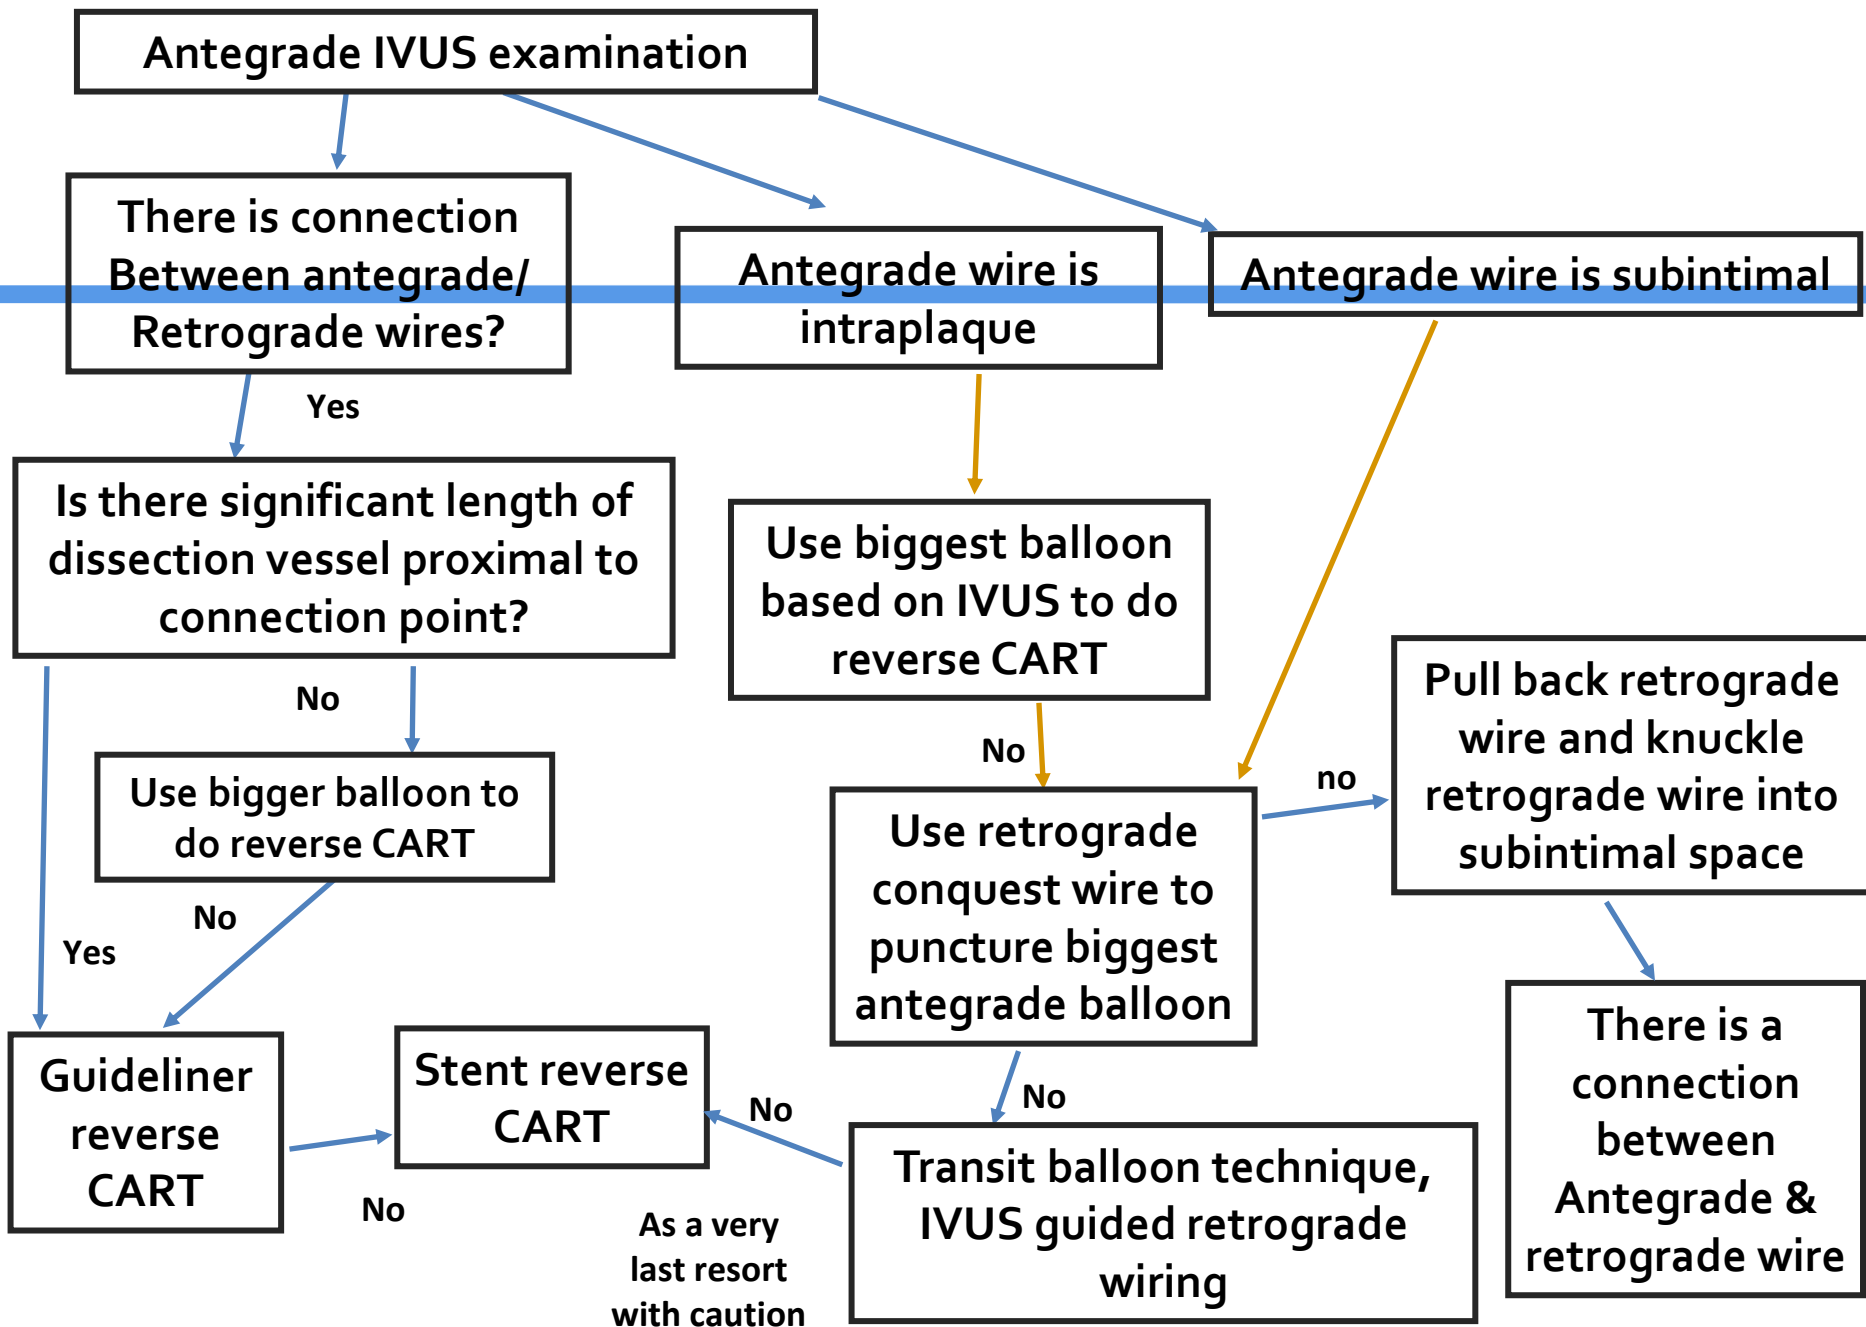 Antegrade IVUS examination
There is connection
Between antegrade/
Retrograde wires?
Antegrade wire is
intraplaque
Antegrade wire is subintimal
Yes
Is there significant length of
dissection vessel proximal to
connection point?
Use biggest balloon
based on IVUS to do
reverse CART
Pull back retrograde
wire and knuckle
retrograde wire into
subintimal space
No
No
no
Use bigger balloon to
do reverse CART
Use retrograde
conquest wire to
puncture biggest
antegrade balloon
No
Yes
There is a
connection
between
Antegrade &
retrograde wire
Guideliner
reverse
CART
Stent reverse
CART
No
No
No
Transit balloon technique,
IVUS guided retrograde
wiring
As a very
last resort
with caution